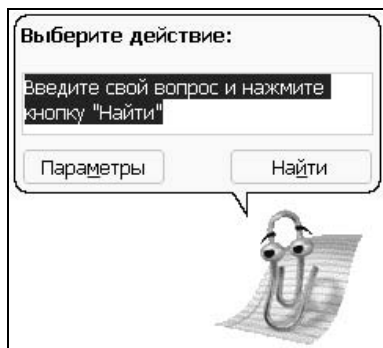 Выберите действие:
Введите свой вопрос и нажмите
кнопку "Найти"
Параметры
Найти